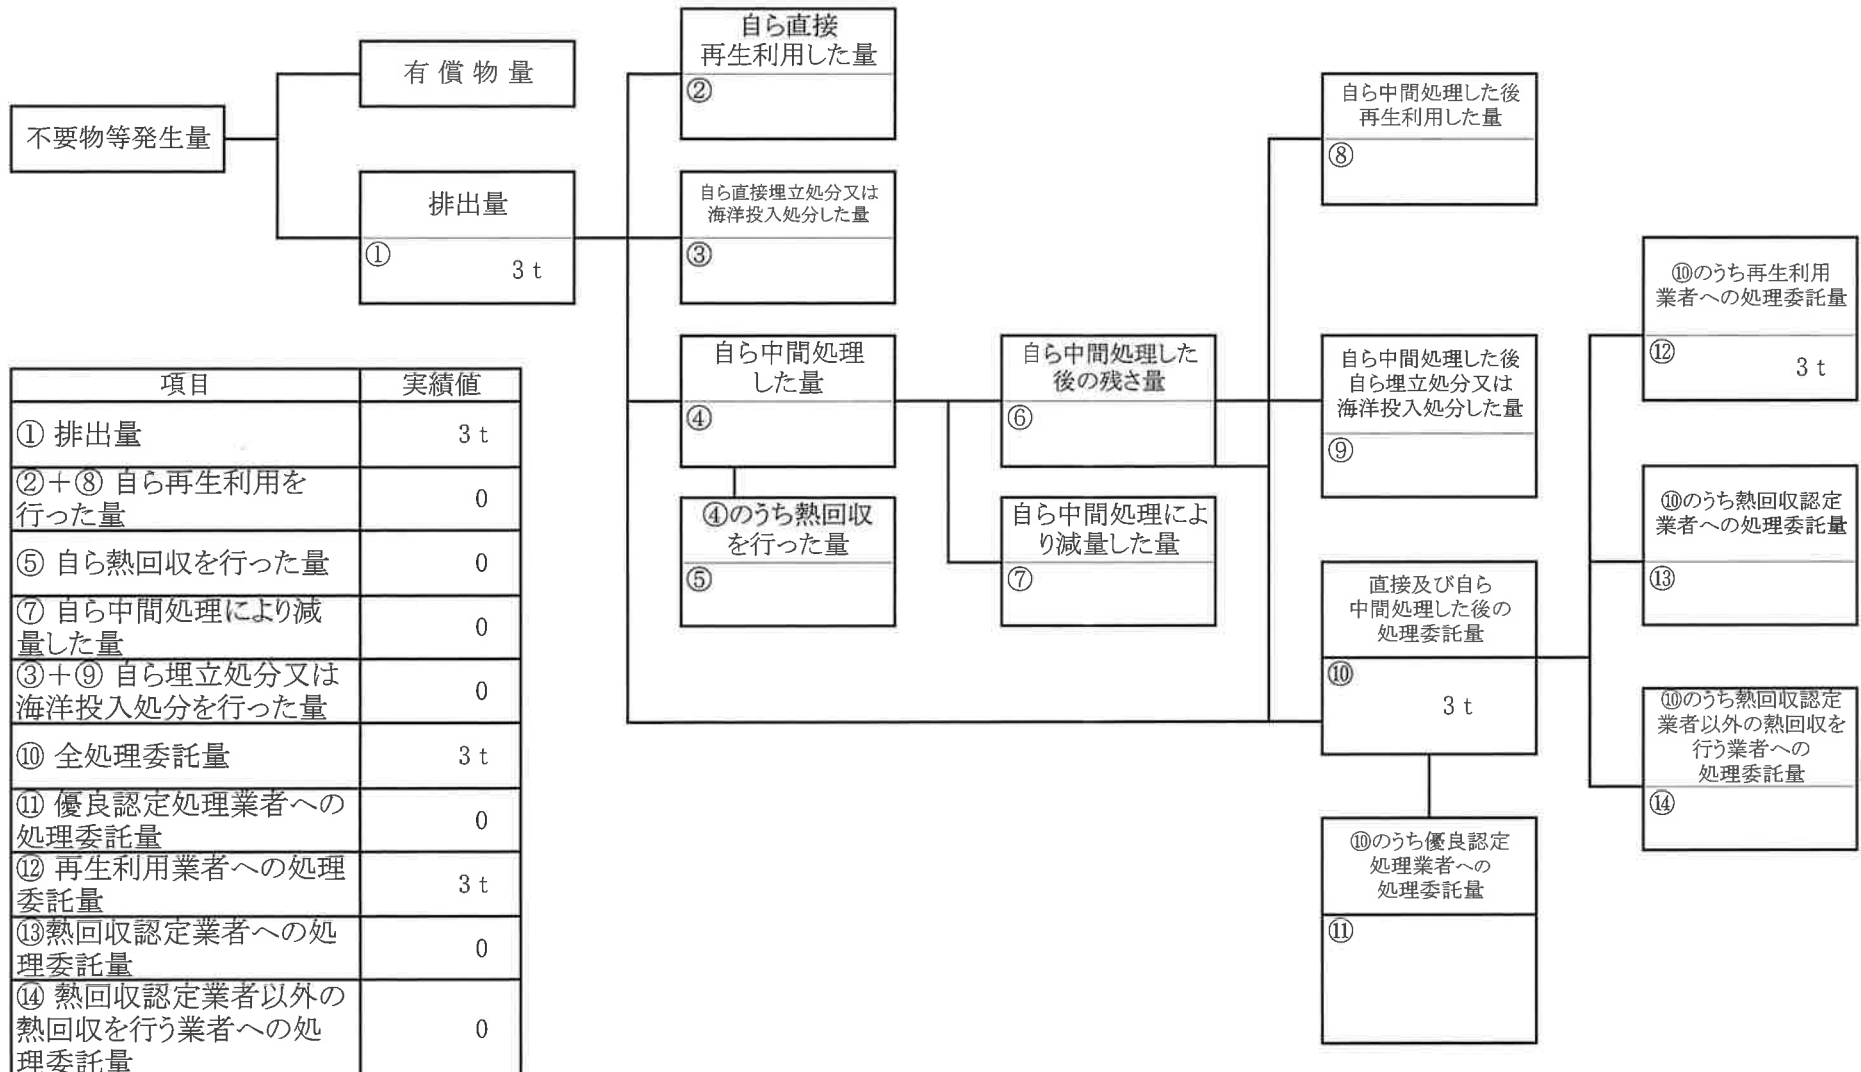 不要物等発生量
有償物量
排出量
①
3 t
自ら直接
再生利用した量
②
自ら直接埋立処分又は
海洋投入処分した量
③
自ら中間処理
した量
④
④のうち熱回収
を行った量
⑤
自ら中間処理した
後の残さ量
⑥
自ら中間処理によ
り減量した量
⑦
自ら中間処理した後
再生利用した量
⑧
自ら中間処理した後
自ら埋立処分又は
海洋投入処分した量
⑨
直接及び自ら
中間処理した後の
処理委託量
⑩
3 t
⑩のうち優良認定
処理業者への
処理委託量
⑪
⑩のうち再生利用
業者への処理委託量
⑫
3 t
⑩のうち熱回収認定
業者への処理委託量
⑬
⑩のうち熱回収認定
業者以外の熱回収を
行う業者への
処理委託量
⑭
項目 実績値
① 排出量 3 t
②＋⑧ 自ら再生利用を
行った量 0
⑤ 自ら熱回収を行った量 0
⑦ 自ら中間処理により減
量した量 0
③＋⑨ 自ら埋立処分又は
海洋投入処分を行った量 0
⑩ 全処理委託量 3 t
⑪ 優良認定処理業者への
処理委託量 0
⑫ 再生利用業者への処理
委託量 3 t
⑬熱回収認定業者への処
理委託量 0
⑭ 熱回収認定業者以外の
熱回収を行う業者への処 0
理委託量